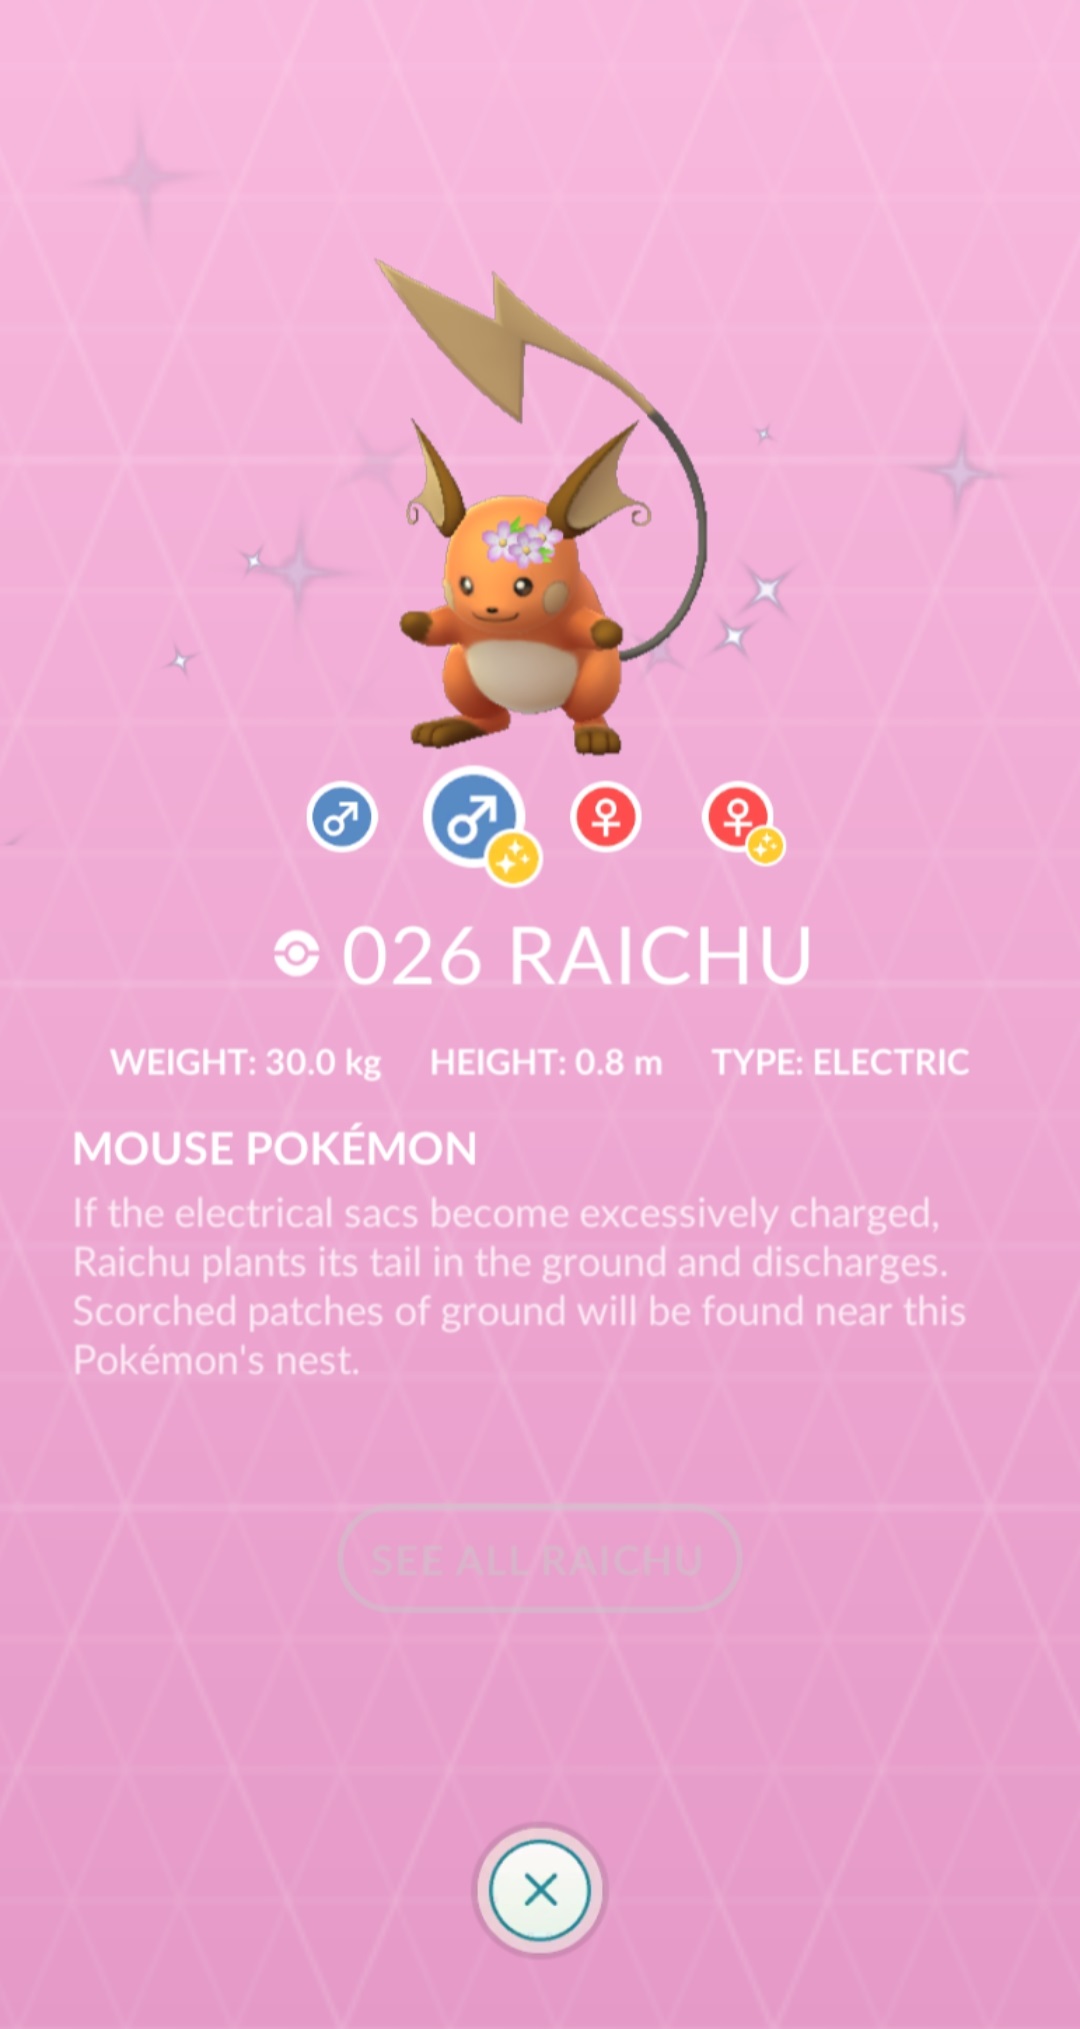 026 RAICHU
WEIGHT: 30.0 kg HEIGHT: 0.8 m TYPE: ELECTRIC
MOUSE POKÉMON
If the electrical sacs become excessively charged,
Raichu plants its tail in the ground and discharges.
Scorched patches of ground will be found near this
Pokémon's nest.
SEE ALL RAICHU